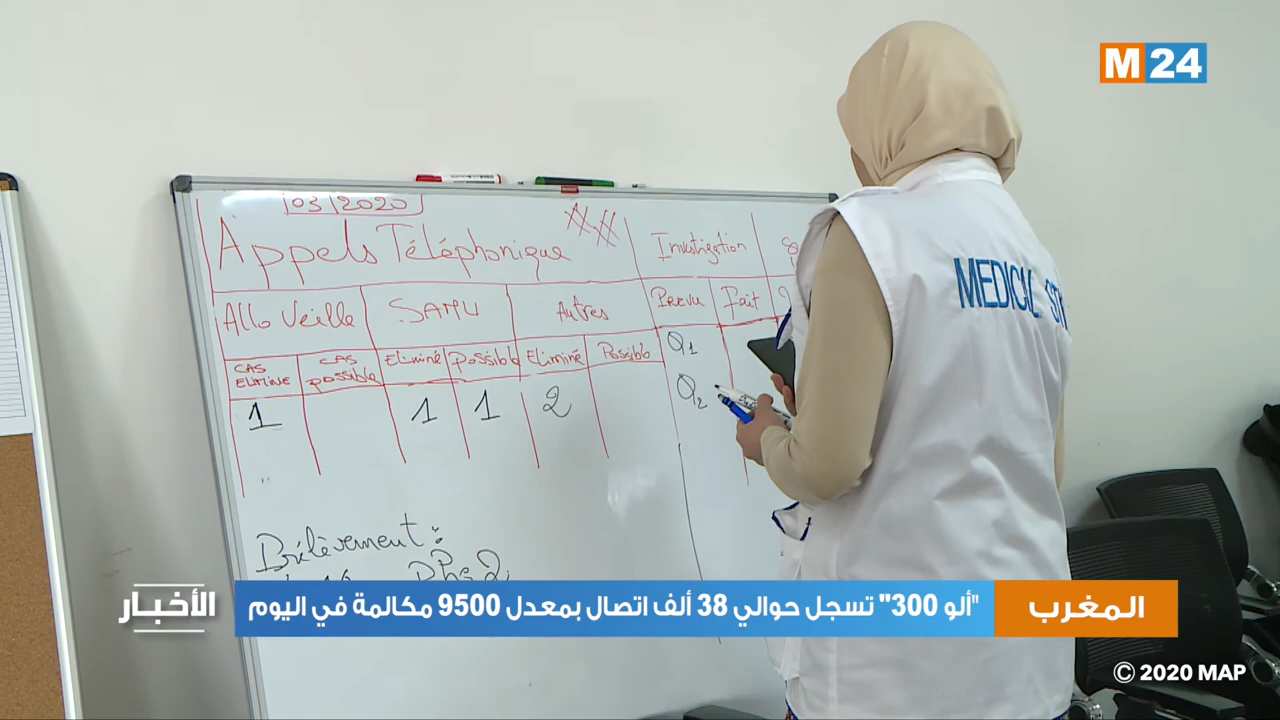 M24
03 2020
Appels Téléphonique
Investigation
Allo Veille
SAMU
Autres
Prevu
Fait
CAS ELIMINE
CAS possible
Eliminé
possible
Eliminé
Possible
Q1
1
1
1
2
Q2
MEDICAL
Prélèvement :
المغرب
"ألو 300" تسجل حوالي 38 ألف اتصال بمعدل 9500 مكالمة في اليوم
الأخبار
© 2020 MAP